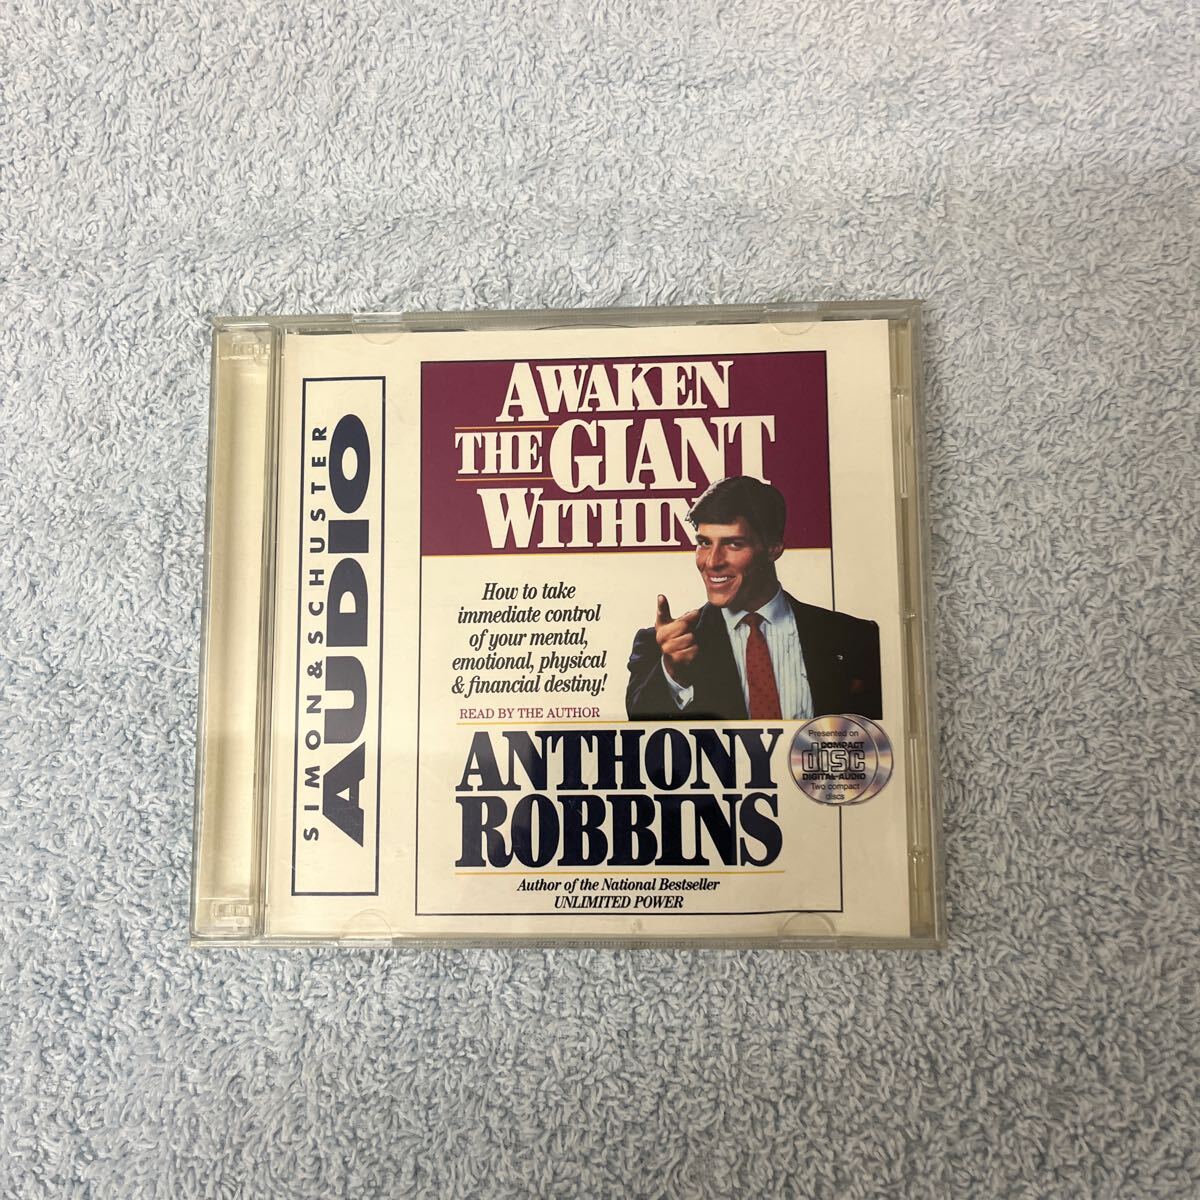 SIMON & SCHUSTER
AUDIO
AWAKEN
THE GIANT
WITHIN
How to take
immediate control
of your mental,
emotional, physical
& financial destiny!
READ BY THE AUTHOR
ANTHONY
ROBBINS
Presented on
COMPACT
disc
DIGITAL AUDIO
Two compact
discs
Author of the National Bestseller
UNLIMITED POWER